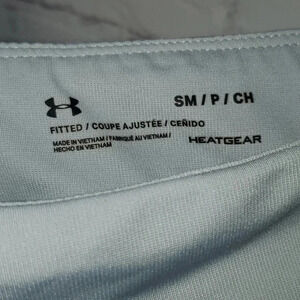 SM / P / CH
FITTED / COUPE AJUSTÉE / CEÑIDO
MADE IN VIETNAM / FABRIQUÉ AU VIETNAM /
HECHO EN VIETNAM
HEATGEAR